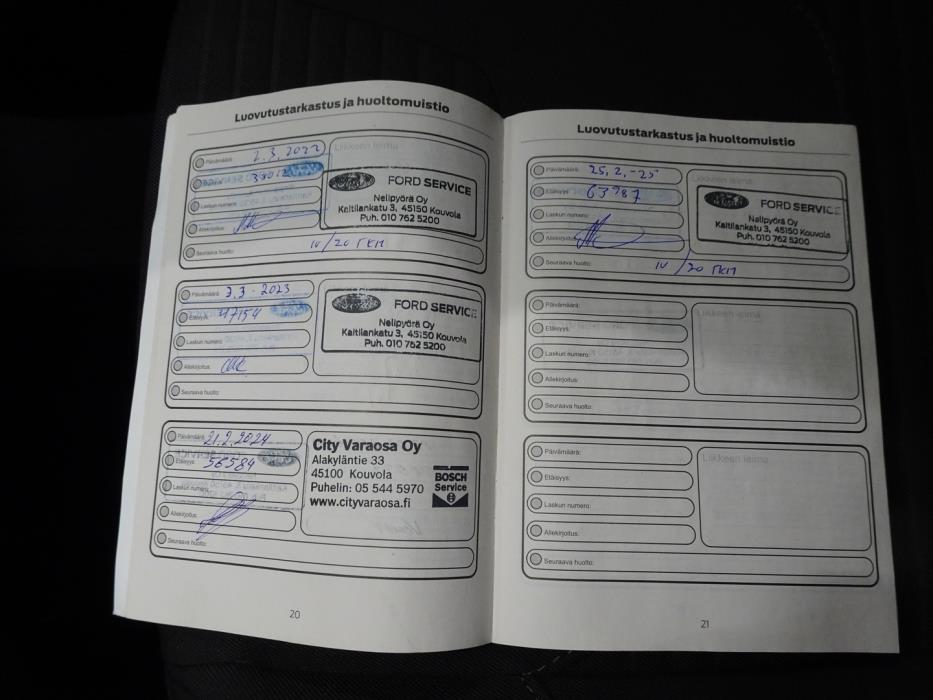 Luovutustarkastus ja huoltomuistio
Päivämäärä: 2.3.2022
Laskun numero:
Allekirjoitus:
Seuraava huolto: 1V/20 TKM
Liikkeen leima
FORD SERVICE
Nelipyörä Oy
Kaitilankatu 3, 45150 Kouvola
Puh. 010 762 5200
Päivämäärä: 3.3-2023
Etäisyys: 47154
Laskun numero:
Allekirjoitus:
Seuraava huolto:
FORD SERVICE
Nelipyörä Oy
Kaitilankatu 3, 45150 Kouvola
Puh. 010 762 5200
Päivämäärä: 21.2.2024
Etäisyys: 56584
Laskun numero:
Allekirjoitus:
Seuraava huolto:
City Varaosa Oy
Alakyläntie 33
45100 Kouvola
Puhelin: 05 544 5970
www.cityvaraosa.fi
BOSCH
Service
20
Luovutustarkastus ja huoltomuistio
Päivämäärä: 25.2.-25
Etäisyys: 63787
Laskun numero:
Allekirjoitus:
Seuraava huolto: 1V/20 TKM
Liikkeen leima
FORD SERVICE
Nelipyörä Oy
Kaitilankatu 3, 45150 Kouvola
Puh. 010 762 5200
Päivämäärä:
Etäisyys:
Laskun numero:
Allekirjoitus:
Seuraava huolto:
Liikkeen leima
Päivämäärä:
Etäisyys:
Laskun numero:
Allekirjoitus:
Seuraava huolto:
Liikkeen leima
21